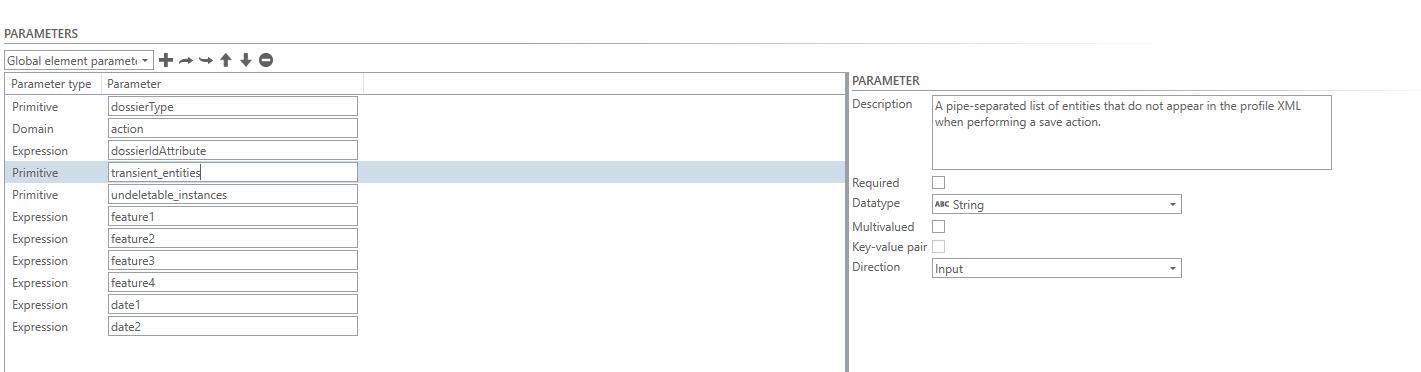 PARAMETERS
Global element paramete
Parameter type Parameter
Primitive dossierType
Domain action
Expression dossierIdAttribute
Primitive transient_entities
Primitive undeletable_instances
Expression feature1
Expression feature2
Expression feature3
Expression feature4
Expression date1
Expression date2
PARAMETER
Description A pipe-separated list of entities that do not appear in the profile XML
when performing a save action.
Required
Datatype ABC String
Multivalued
Key-value pair
Direction Input